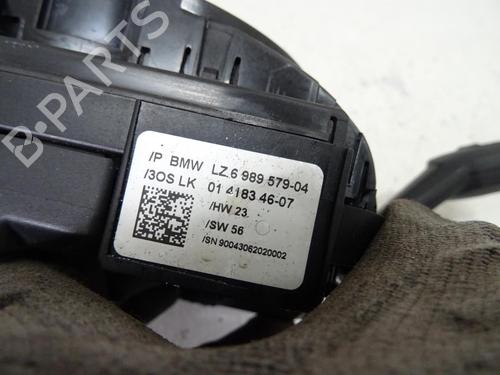 /P BMW LZ.6 989 579-04
/3OS LK 01 4183 46-07
/HW 23
/SW 56
/SN 90043062020002
B-PARTS